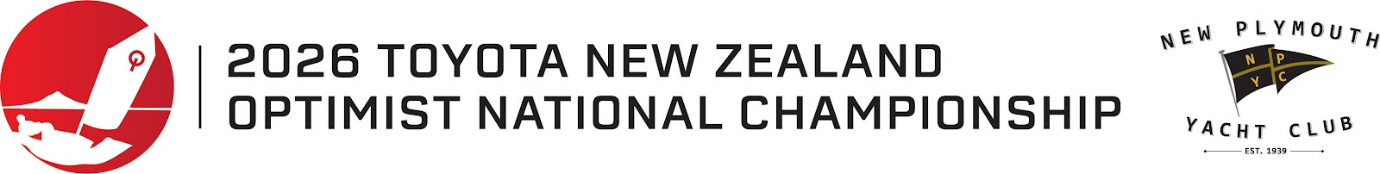 2026 TOYOTA NEW ZEALAND
OPTIMIST NATIONAL CHAMPIONSHIP
NEW PLYMOUTH
N P
Y C
YACHT CLUB
EST. 1939